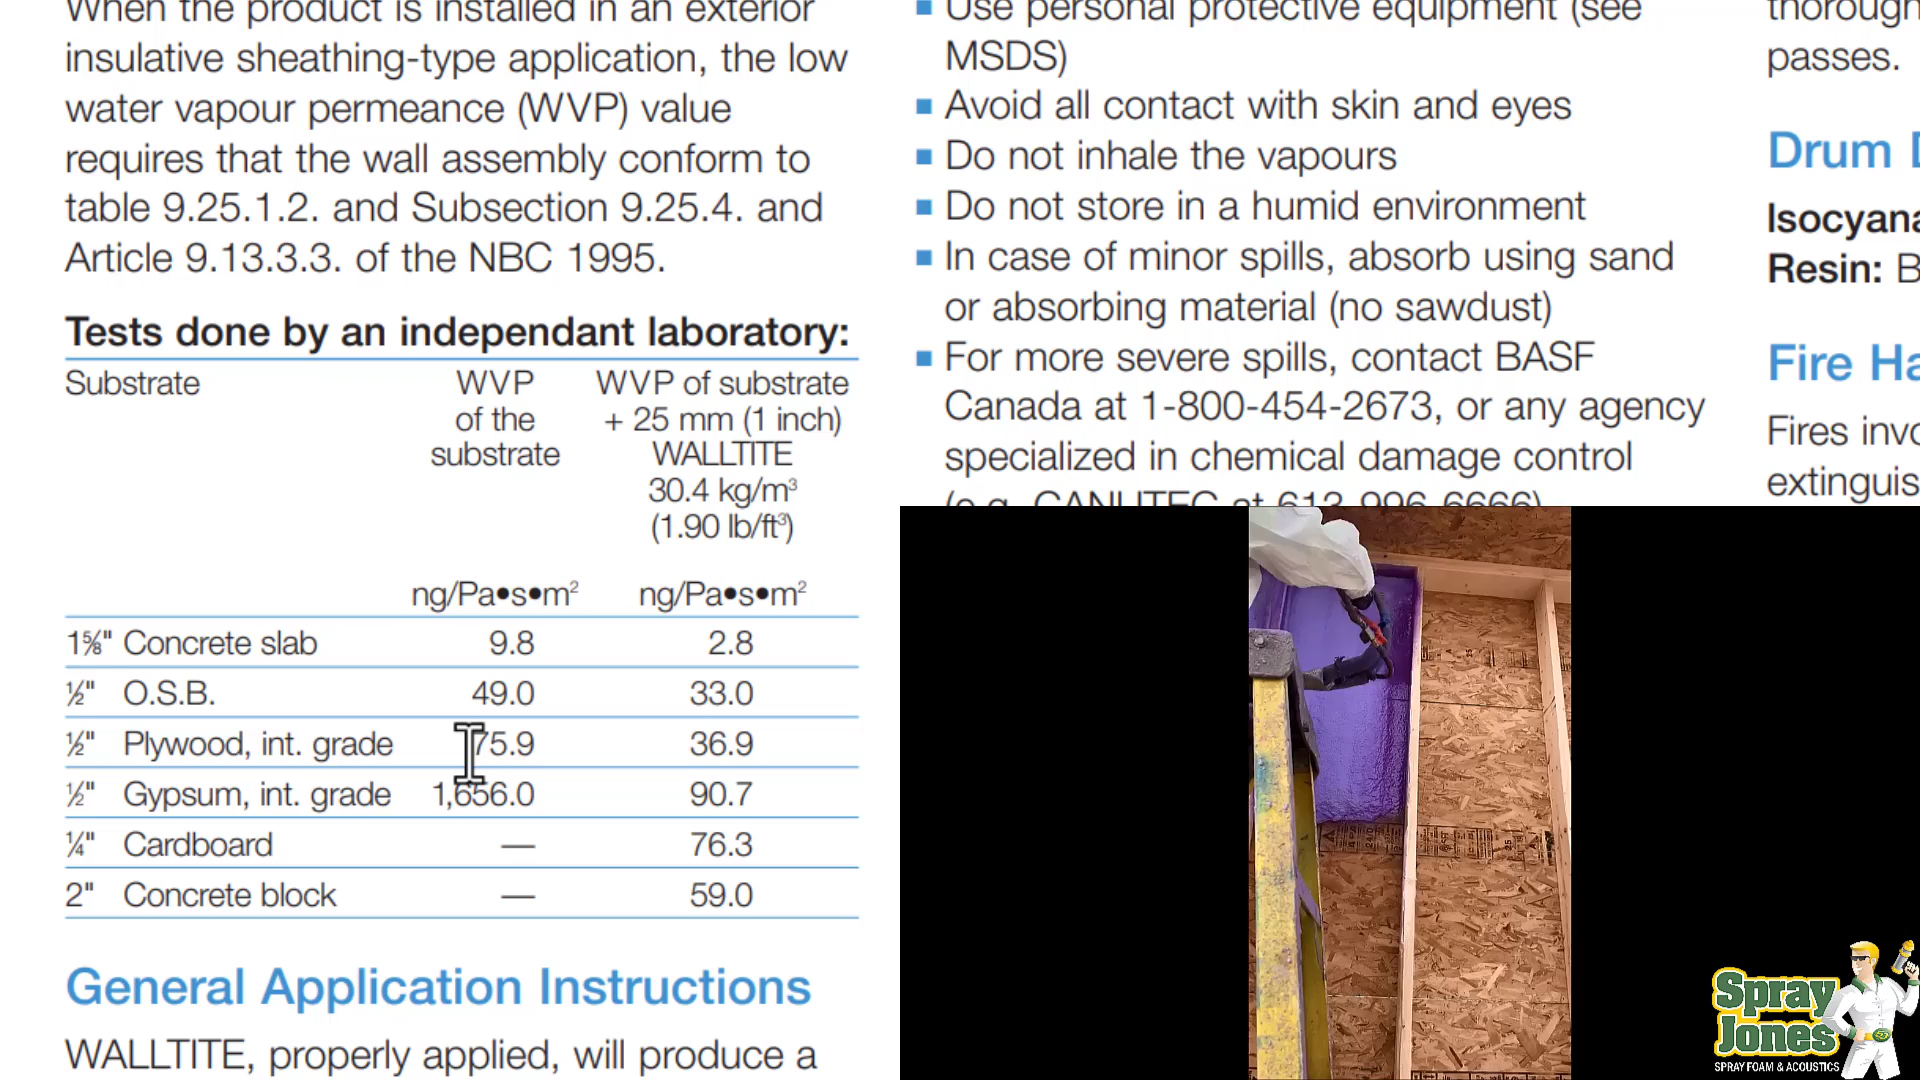 When the product is installed in an exterior
insulative sheathing-type application, the low
water vapour permeance (WVP) value
requires that the wall assembly conform to
table 9.25.1.2. and Subsection 9.25.4. and
Article 9.13.3.3. of the NBC 1995.
Tests done by an independant laboratory:
Substrate WVP of the substrate WVP of substrate + 25 mm (1 inch) WALLTITE 30.4 kg/m³ (1.90 lb/ft³)
ng/Pa•s•m² ng/Pa•s•m²
1⅝" Concrete slab 9.8 2.8
½" O.S.B. 49.0 33.0
½" Plywood, int. grade 75.9 36.9
½" Gypsum, int. grade 1,656.0 90.7
¼" Cardboard — 76.3
2" Concrete block — 59.0
General Application Instructions
WALLTITE, properly applied, will produce a
■ Use personal protective equipment (see
MSDS)
■ Avoid all contact with skin and eyes
■ Do not inhale the vapours
■ Do not store in a humid environment
■ In case of minor spills, absorb using sand
or absorbing material (no sawdust)
■ For more severe spills, contact BASF
Canada at 1-800-454-2673, or any agency
specialized in chemical damage control
(e.g. CANUTEC at 613-996-6666)
thorough
passes.
Drum D
Isocyana
Resin: B
Fire Ha
Fires invo
extinguis
Spray
Jones
SPRAY FOAM & ACOUSTICS